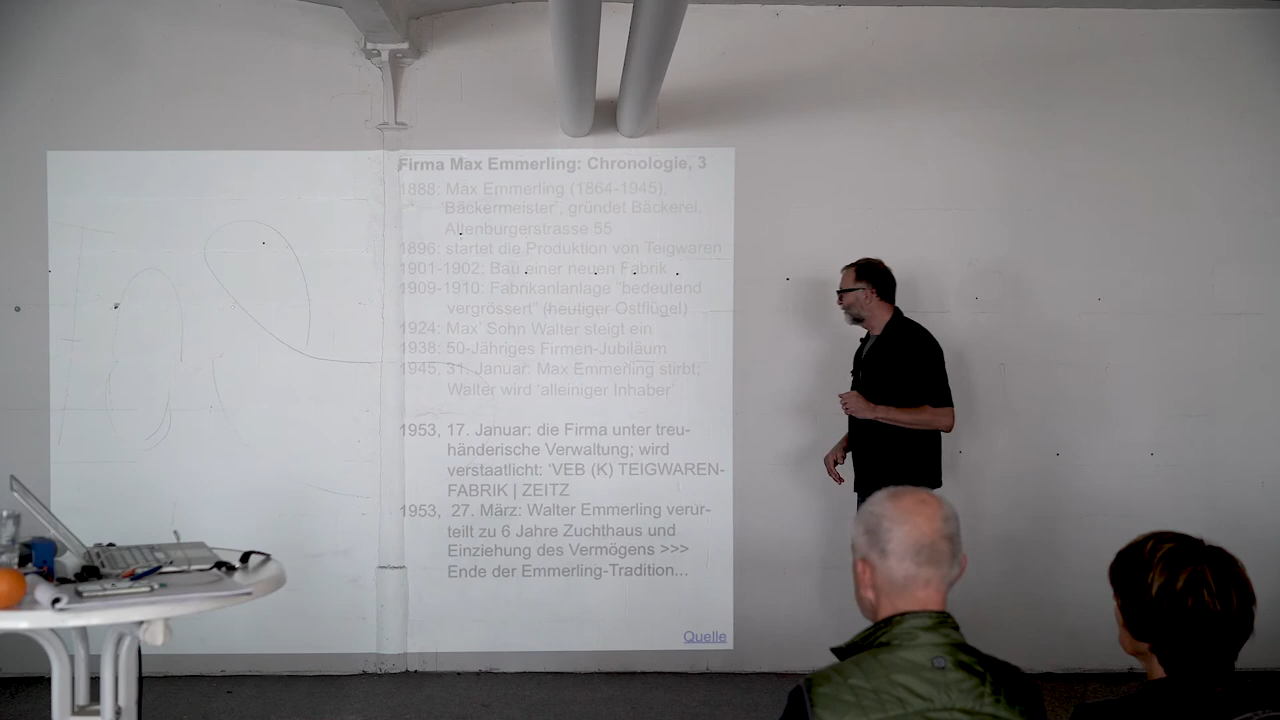 Firma Max Emmerling: Chronologie, 3
1888: Max Emmerling (1864-1945),
'Bäckermeister', gründet Bäckerei,
Altenburgerstrasse 55
1896: startet die Produktion von Teigwaren
1901-1902: Bau einer neuen Fabrik
1909-1910: Fabrikanlanlage "bedeutend
vergrössert" (heutiger Ostflügel)
1924: Max' Sohn Walter steigt ein
1938: 50-Jähriges Firmen-Jubiläum
1945, 31. Januar: Max Emmerling stirbt;
Walter wird 'alleiniger Inhaber'
1953, 17. Januar: die Firma unter treu-
händerische Verwaltung; wird
verstaatlicht: 'VEB (K) TEIGWAREN-
FABRIK | ZEITZ
1953, 27. März: Walter Emmerling verur-
teilt zu 6 Jahre Zuchthaus und
Einziehung des Vermögens >>>
Ende der Emmerling-Tradition...
Quelle